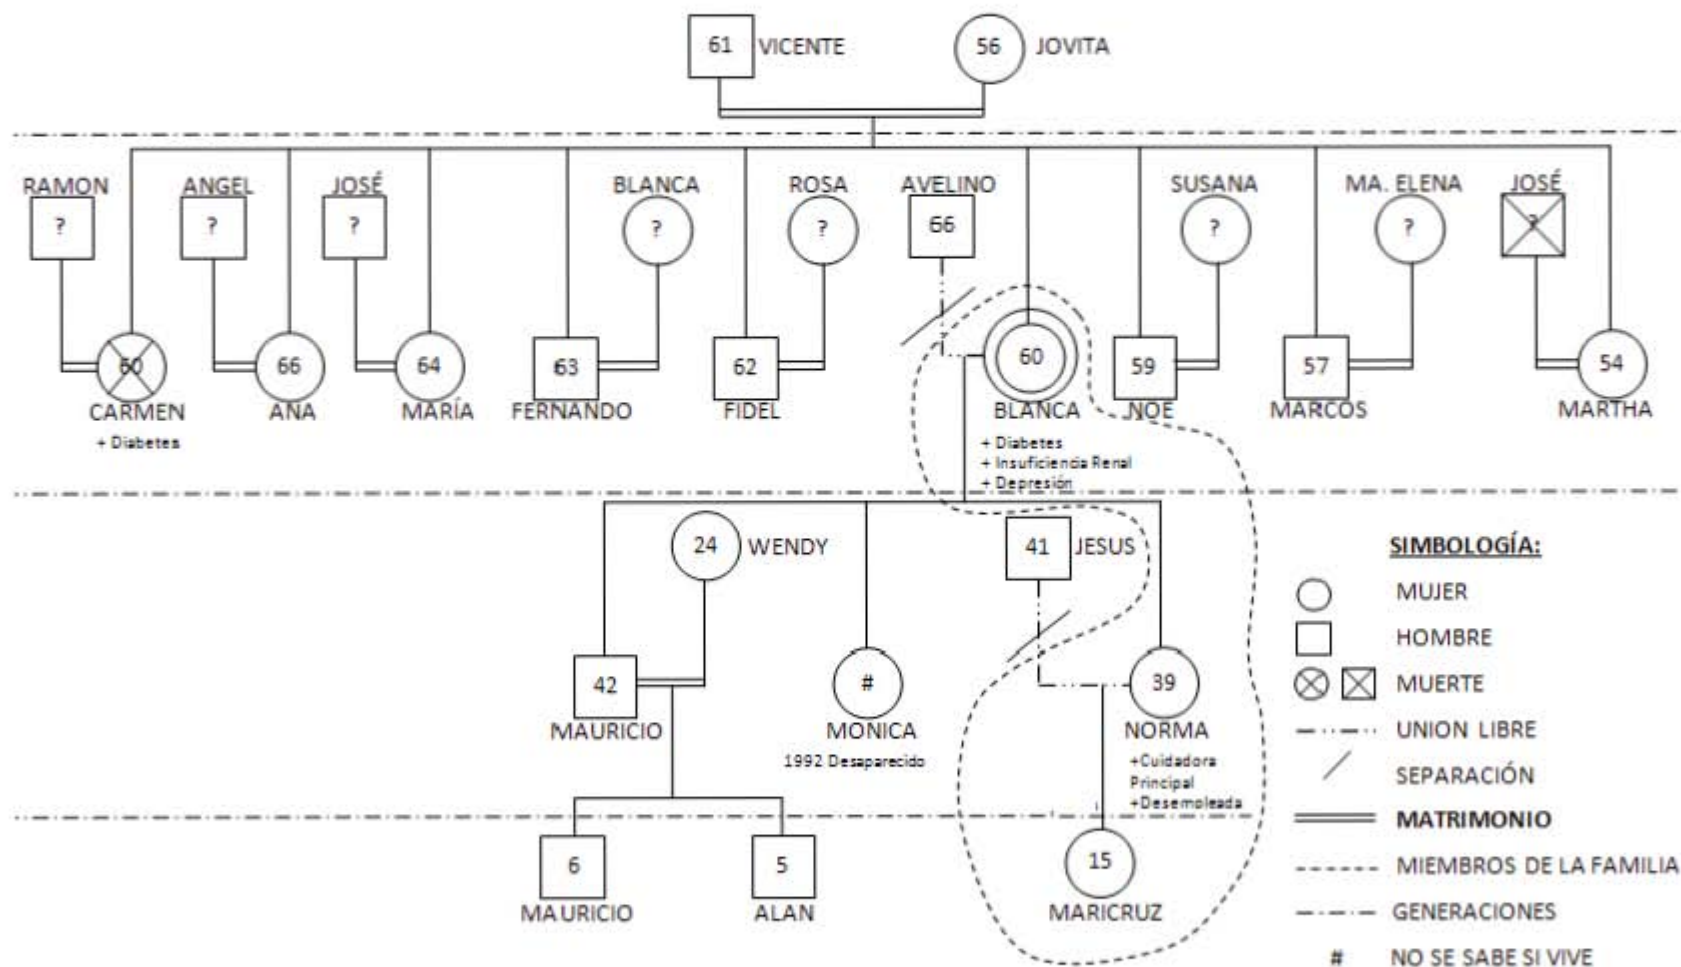 61 VICENTE 56 JOVITA
RAMON ANGEL JOSÉ BLANCA ROSA AVELINO SUSANA MA. ELENA JOSÉ
? ? ? ? ? 66 ? ? ?
60 66 64 63 62 60 59 57 54
CARMEN ANA MARÍA FERNANDO FIDEL BLANCA NOE MARCOS MARTHA
+ Diabetes
+ Diabetes
+ Insuficiencia Renal
+ Depresión
24 WENDY 41 JESUS
42 # 39
MAURICIO MONICA NORMA
1992 Desaparecido
+Cuidadora
Principal
+Desemoleada
6 5 15
MAURICIO ALAN MARICRUZ
SIMBOLOGÍA:
MUJER
HOMBRE
MUERTE
UNION LIBRE
SEPARACIÓN
MATRIMONIO
MIEMBROS DE LA FAMILIA
GENERACIONES
# NO SE SABE SI VIVE